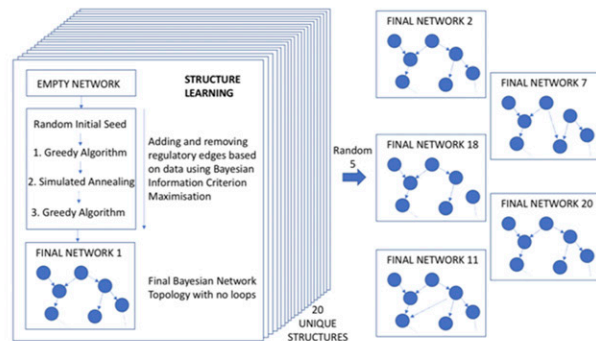 EMPTY NETWORK
STRUCTURE
LEARNING
Random Initial Seed
1. Greedy Algorithm
2. Simulated Annealing
3. Greedy Algorithm
Adding and removing
regulatory edges based
on data using Bayesian
Information Criterion
Maximisation
FINAL NETWORK 1
Final Bayesian Network
Topology with no loops
20
UNIQUE
STRUCTURES
Random
5
FINAL NETWORK 2
FINAL NETWORK 7
FINAL NETWORK 18
FINAL NETWORK 20
FINAL NETWORK 11